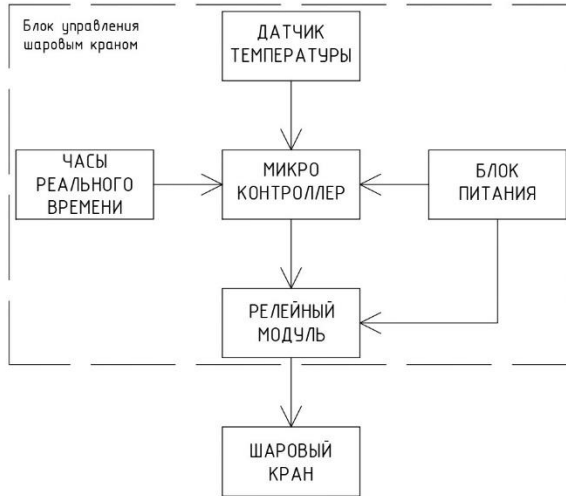 Блок управления
шаровым краном
ДАТЧИК
ТЕМПЕРАТУРЫ
ЧАСЫ
РЕАЛЬНОГО
ВРЕМЕНИ
МИКРО
КОНТРОЛЛЕР
БЛОК
ПИТАНИЯ
РЕЛЕЙНЫЙ
МОДУЛЬ
ШАРОВЫЙ
КРАН